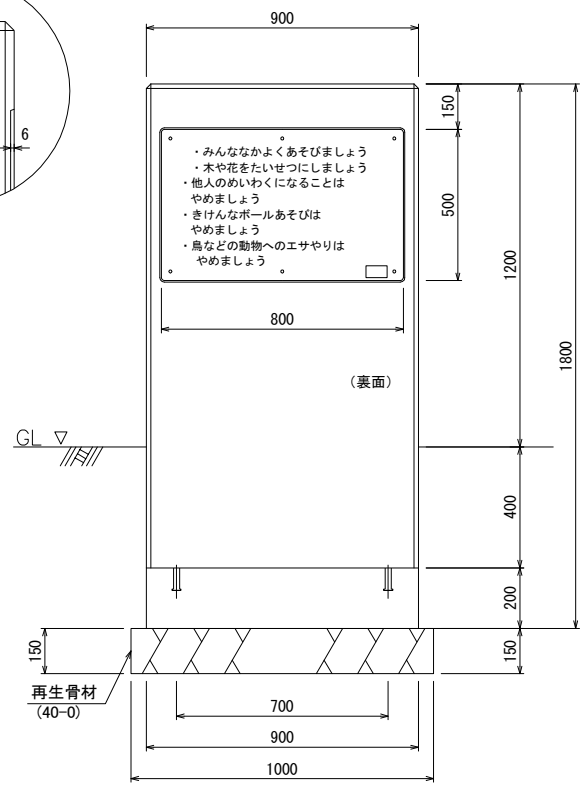 900
6
150
・みんななかよくあそびましょう
・木や花をたいせつにしましょう
・他人のめいわくになることは
やめましょう
・きけんなボールあそびは
やめましょう
・鳥などの動物へのエサやりは
やめましょう
500
1200
800
1800
(裏面)
GL
400
200
150
150
再生骨材
(40-0)
700
900
1000